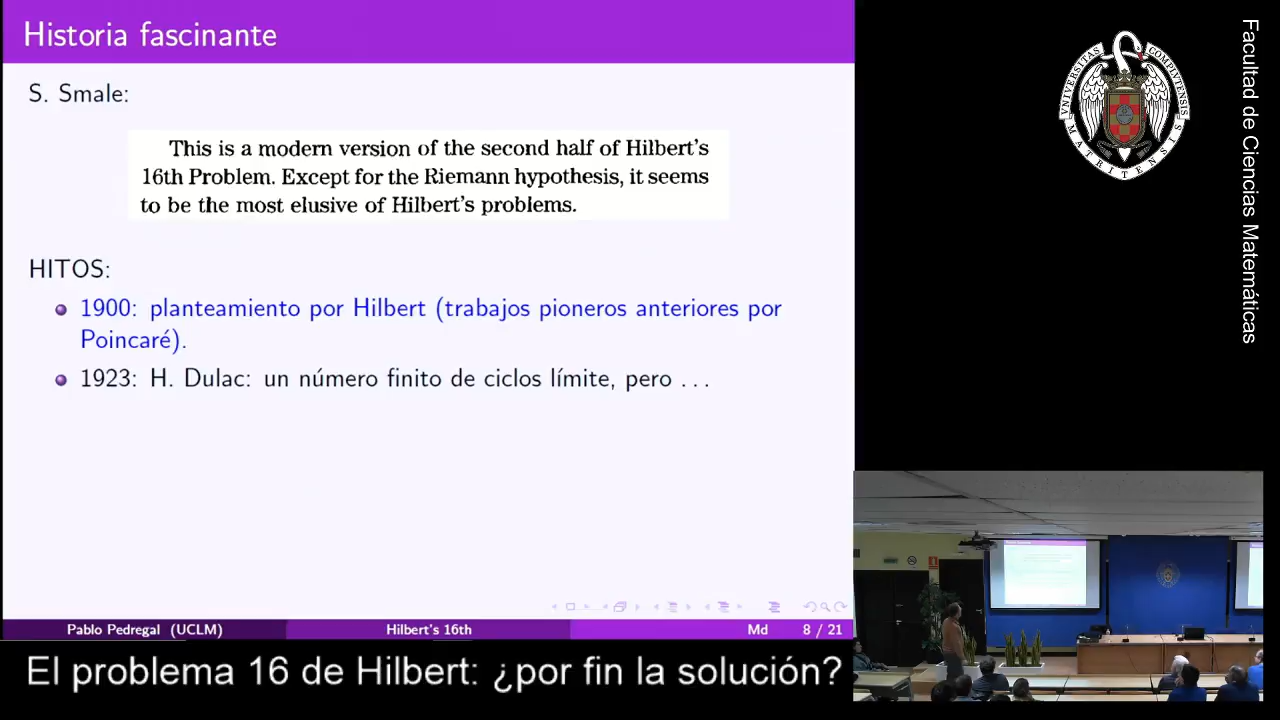 Historia fascinante
S. Smale:
This is a modern version of the second half of Hilbert's
16th Problem. Except for the Riemann hypothesis, it seems
to be the most elusive of Hilbert's problems.
HITOS:
1900: planteamiento por Hilbert (trabajos pioneros anteriores por
Poincaré).
1923: H. Dulac: un número finito de ciclos límite, pero . . .
Pablo Pedregal (UCLM) Hilbert's 16th Md 8 / 21
El problema 16 de Hilbert: ¿por fin la solución?
Facultad de Ciencias Matemáticas
UNIVERSITAS COMPLUTENSIS
MATRITENSIS